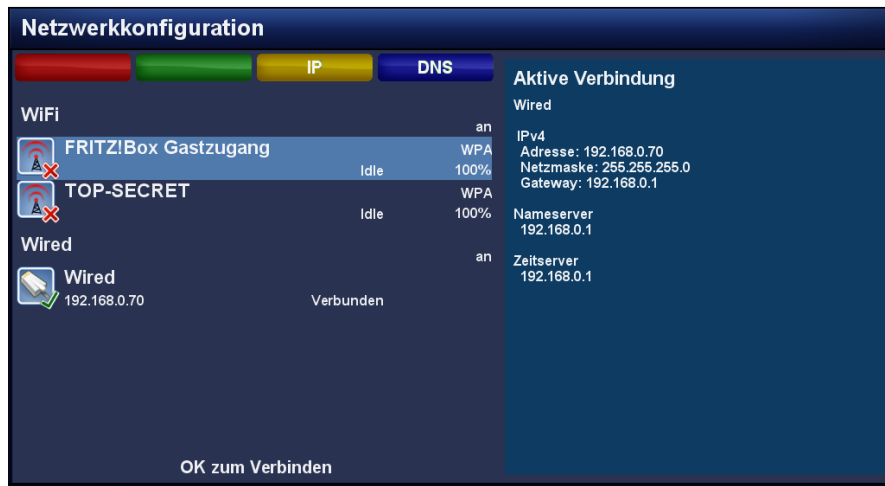 Netzwerkkonfiguration
IP DNS
WiFi
an
FRITZ!Box Gastzugang WPA
Idle 100%
TOP-SECRET WPA
Idle 100%
Wired
an
Wired
192.168.0.70 Verbunden
OK zum Verbinden
Aktive Verbindung
Wired
IPv4
Adresse: 192.168.0.70
Netzmaske: 255.255.255.0
Gateway: 192.168.0.1
Nameserver
192.168.0.1
Zeitserver
192.168.0.1